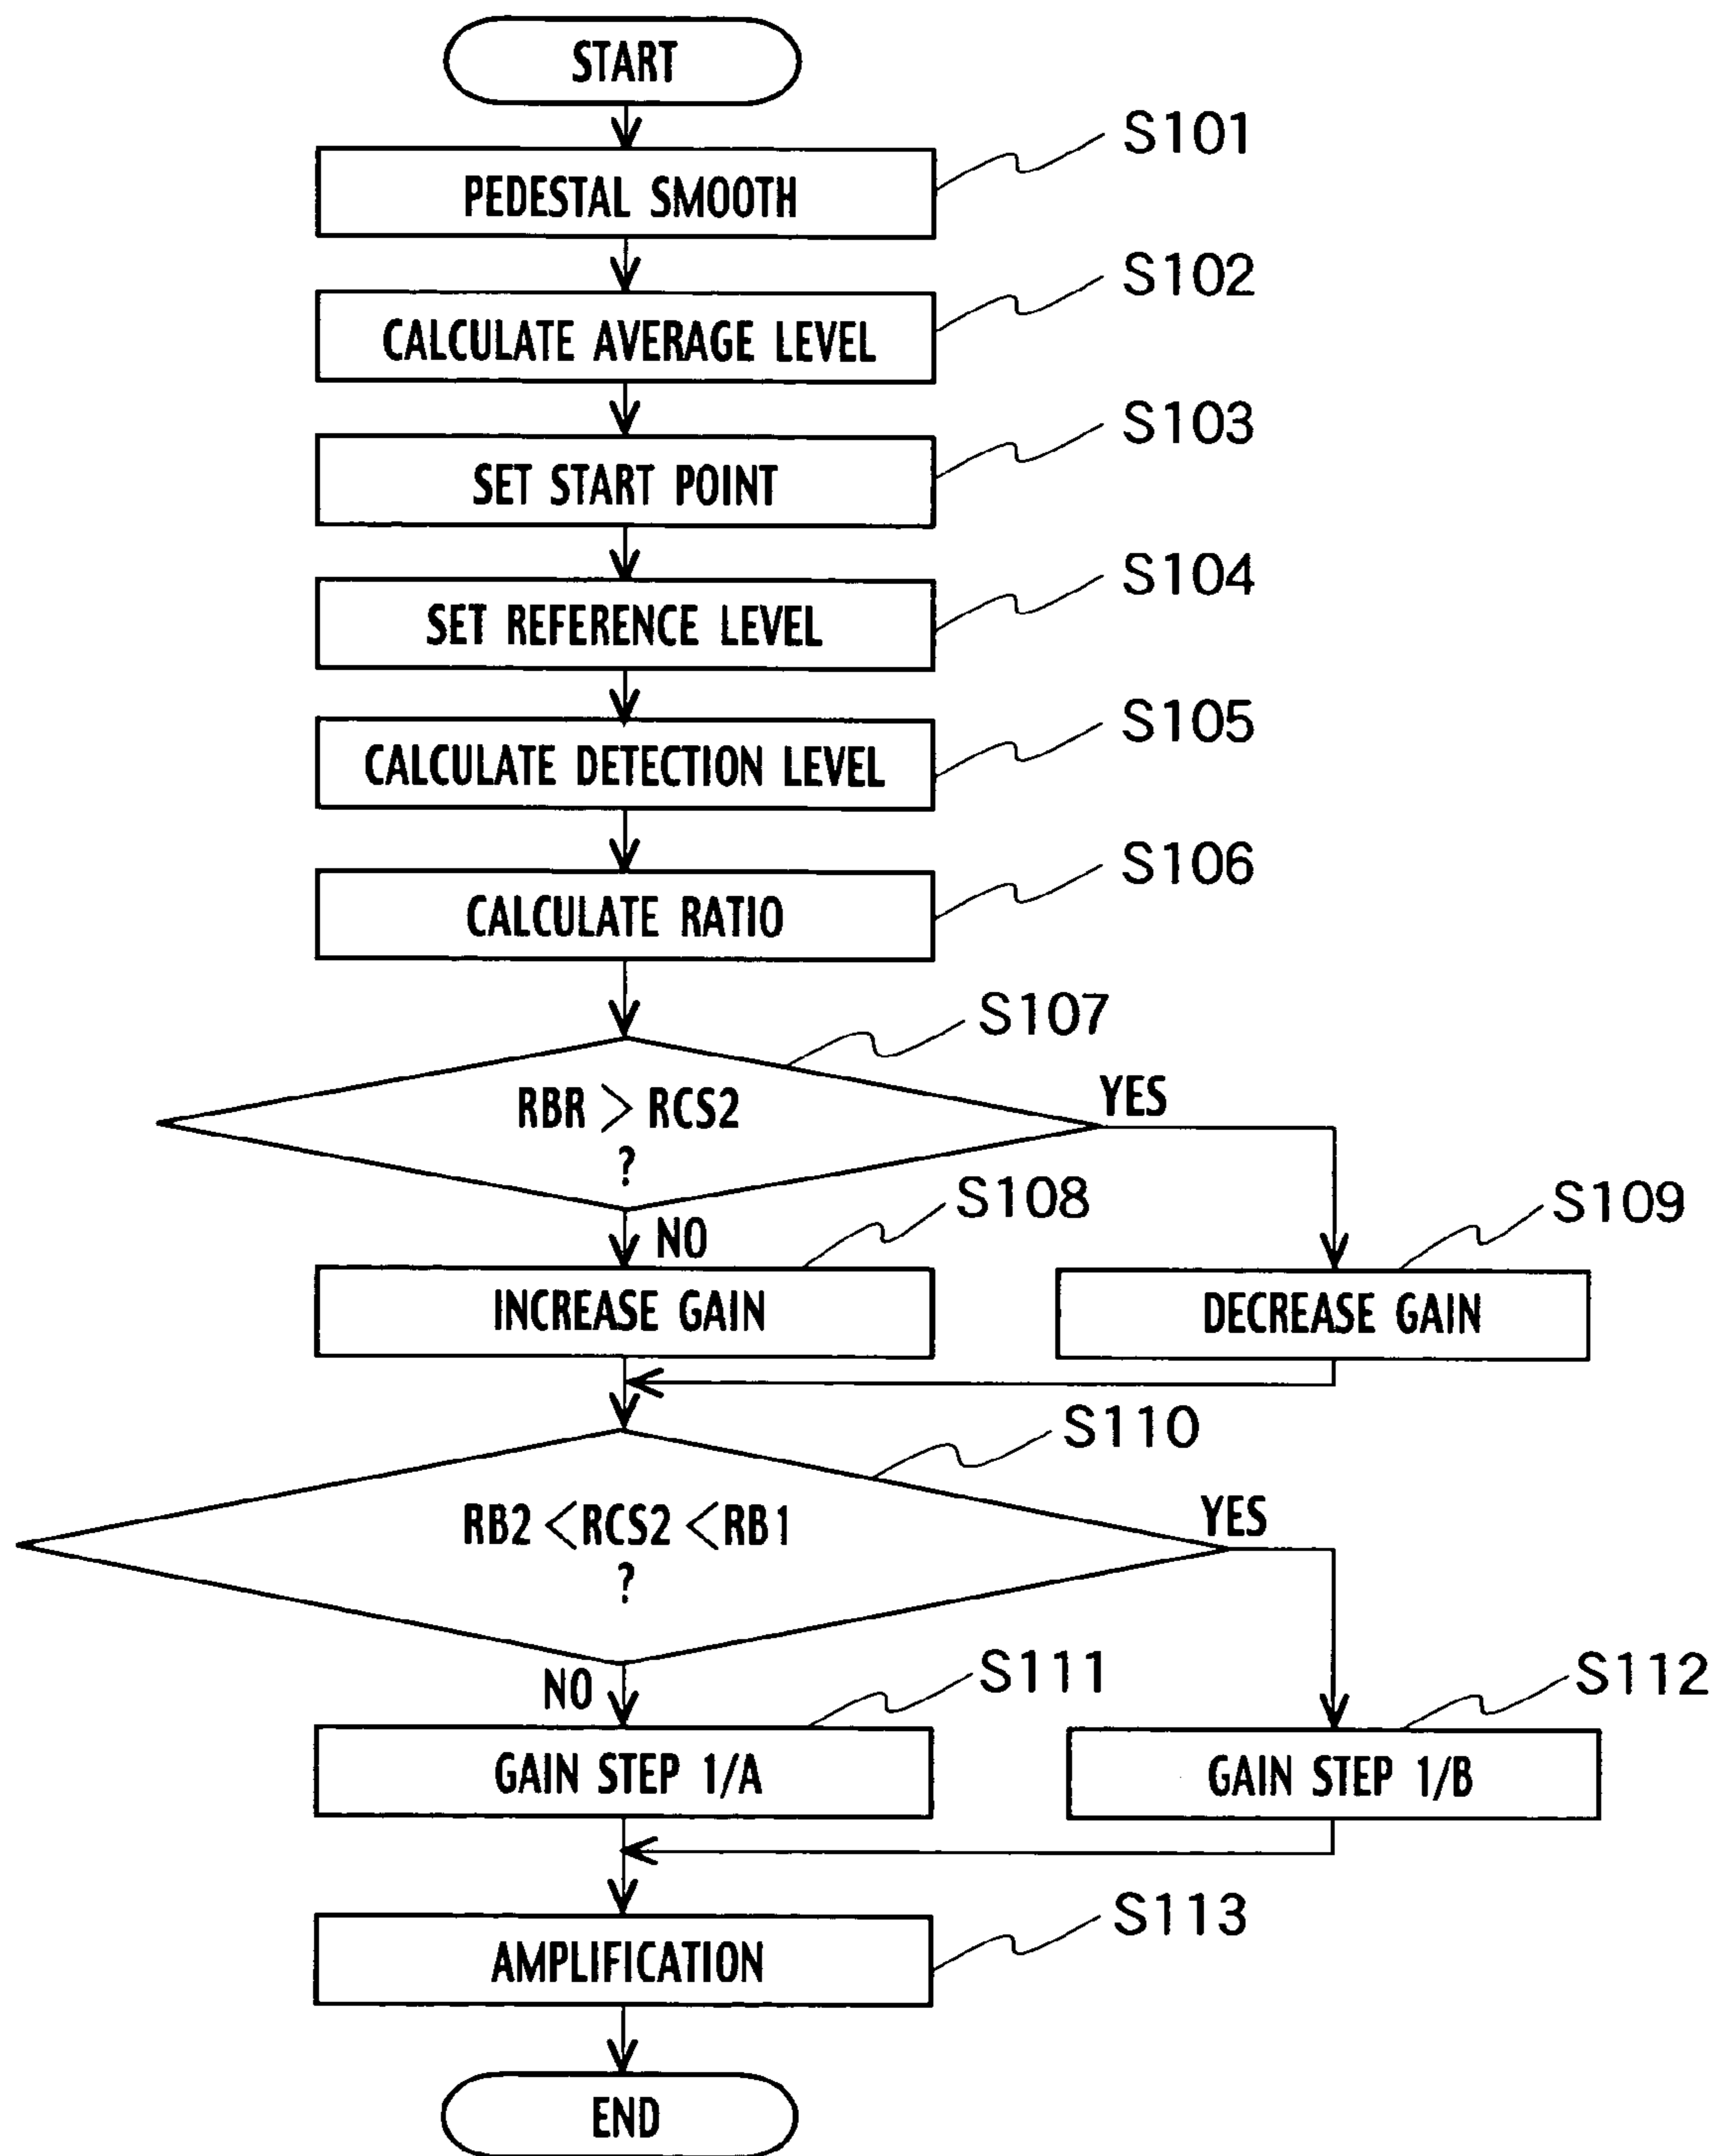 START
S101
PEDESTAL SMOOTH
S102
CALCULATE AVERAGE LEVEL
S103
SET START POINT
S104
SET REFERENCE LEVEL
S105
CALCULATE DETECTION LEVEL
S106
CALCULATE RATIO
S107
RBR > RCS2
?
YES
NO
S108
S109
INCREASE GAIN
DECREASE GAIN
S110
RB2 < RCS2 < RB1
?
YES
NO
S111
S112
GAIN STEP 1/A
GAIN STEP 1/B
S113
AMPLIFICATION
END